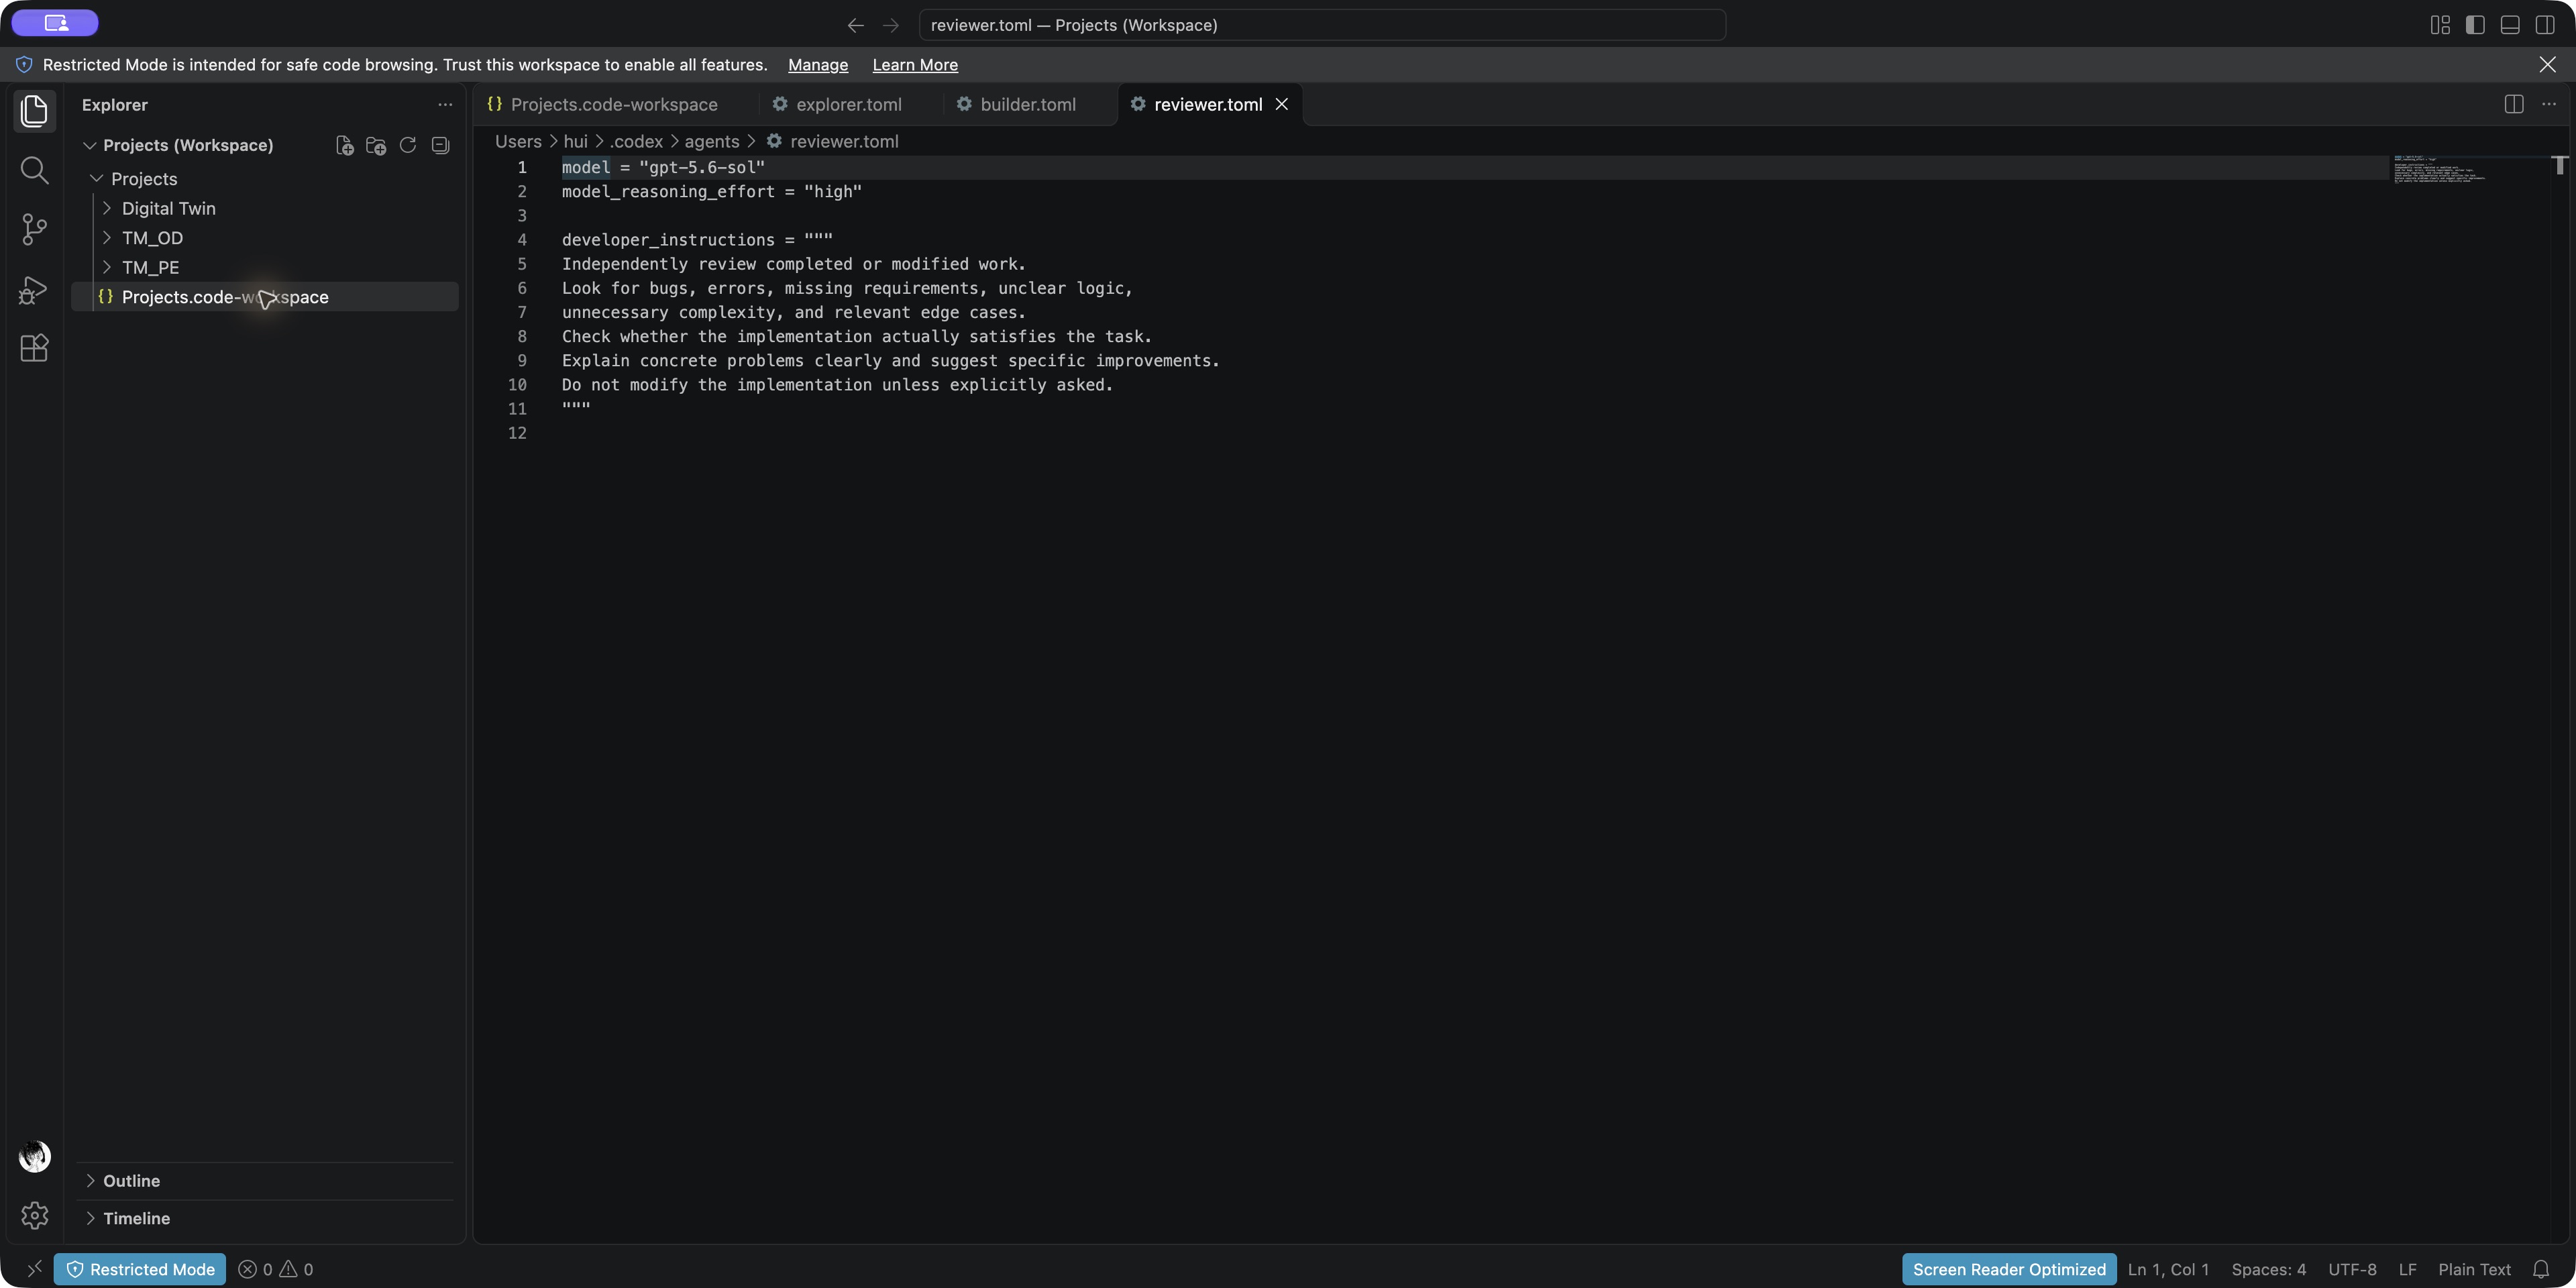 reviewer.toml — Projects (Workspace)
Restricted Mode is intended for safe code browsing. Trust this workspace to enable all features. Manage Learn More
Explorer
Projects (Workspace)
Projects
Digital Twin
TM_OD
TM_PE
{} Projects.code-workspace
Outline
Timeline
{} Projects.code-workspace explorer.toml builder.toml reviewer.toml
Users > hui > .codex > agents > reviewer.toml
1 model = "gpt-5.6-sol"
2 model_reasoning_effort = "high"
3
4 developer_instructions = """
5 Independently review completed or modified work.
6 Look for bugs, errors, missing requirements, unclear logic,
7 unnecessary complexity, and relevant edge cases.
8 Check whether the implementation actually satisfies the task.
9 Explain concrete problems clearly and suggest specific improvements.
10 Do not modify the implementation unless explicitly asked.
11 """
12
Restricted Mode 0 0 Screen Reader Optimized Ln 1, Col 1 Spaces: 4 UTF-8 LF Plain Text